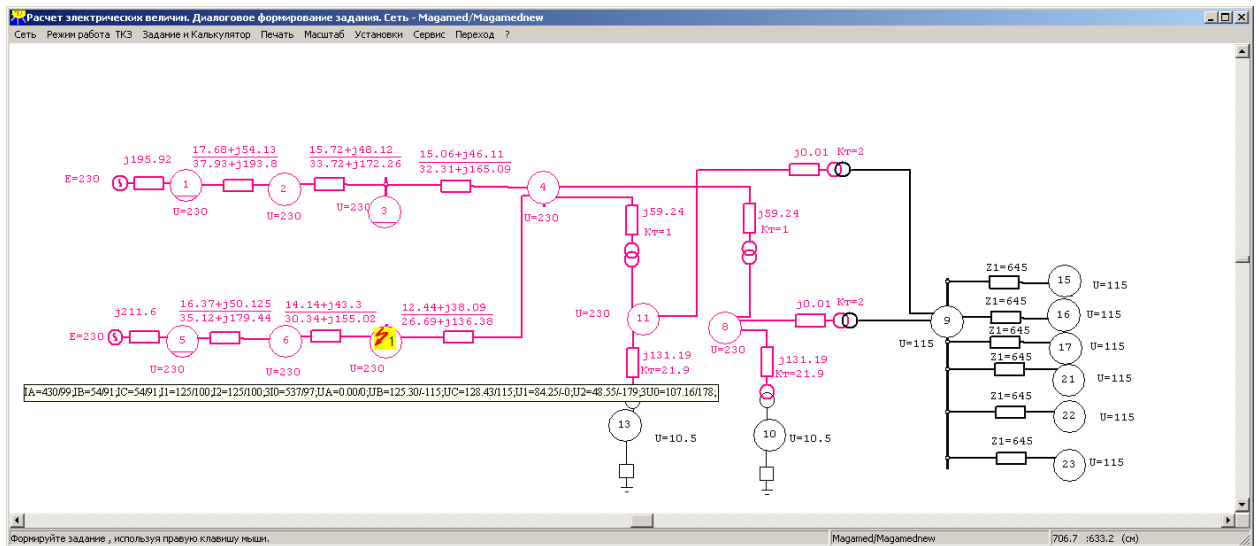 Расчет электрических величин. Диалоговое формирование задания. Сеть - Magamed/Magamednew
Сеть Режим работа ТКЗ Задание и Калькулятор Печать Масштаб Установки Сервис Переход ?
j195.92
17.68+j54.13
37.93+j193.8
15.72+j48.12
33.72+j172.26
15.06+j46.11
32.31+j165.09
j0.01 Кт=2
E=230
1
2
3
4
U=230
U=230
U=230
U=230
j59.24
Кт=1
j59.24
Кт=1
j211.6
16.37+j50.125
35.12+j179.44
14.14+j43.3
30.34+j155.02
12.44+j38.09
26.69+j136.38
E=230
5
6
1
U=230
U=230
U=230
U=230
11
8
U=230
j0.01 Кт=2
9
U=115
Z1=645
15
U=115
Z1=645
16
U=115
Z1=645
17
U=115
Z1=645
21
U=115
Z1=645
22
U=115
Z1=645
23
U=115
j131.19
Кт=21.9
j131.19
Кт=21.9
IA=430/99;IB=54/91;IC=54/91;I1=125/100;I2=125/100;3I0=537/97;UA=0.00/0;UB=125.30/-115;UC=128.43/115;U1=84.25/-0;U2=48.55/-179;3U0=107.16/178;
13
U=10.5
10
U=10.5
Формируйте задание , используя правую клавишу мыши.
Magamed/Magamednew
706.7 :633.2 (см)